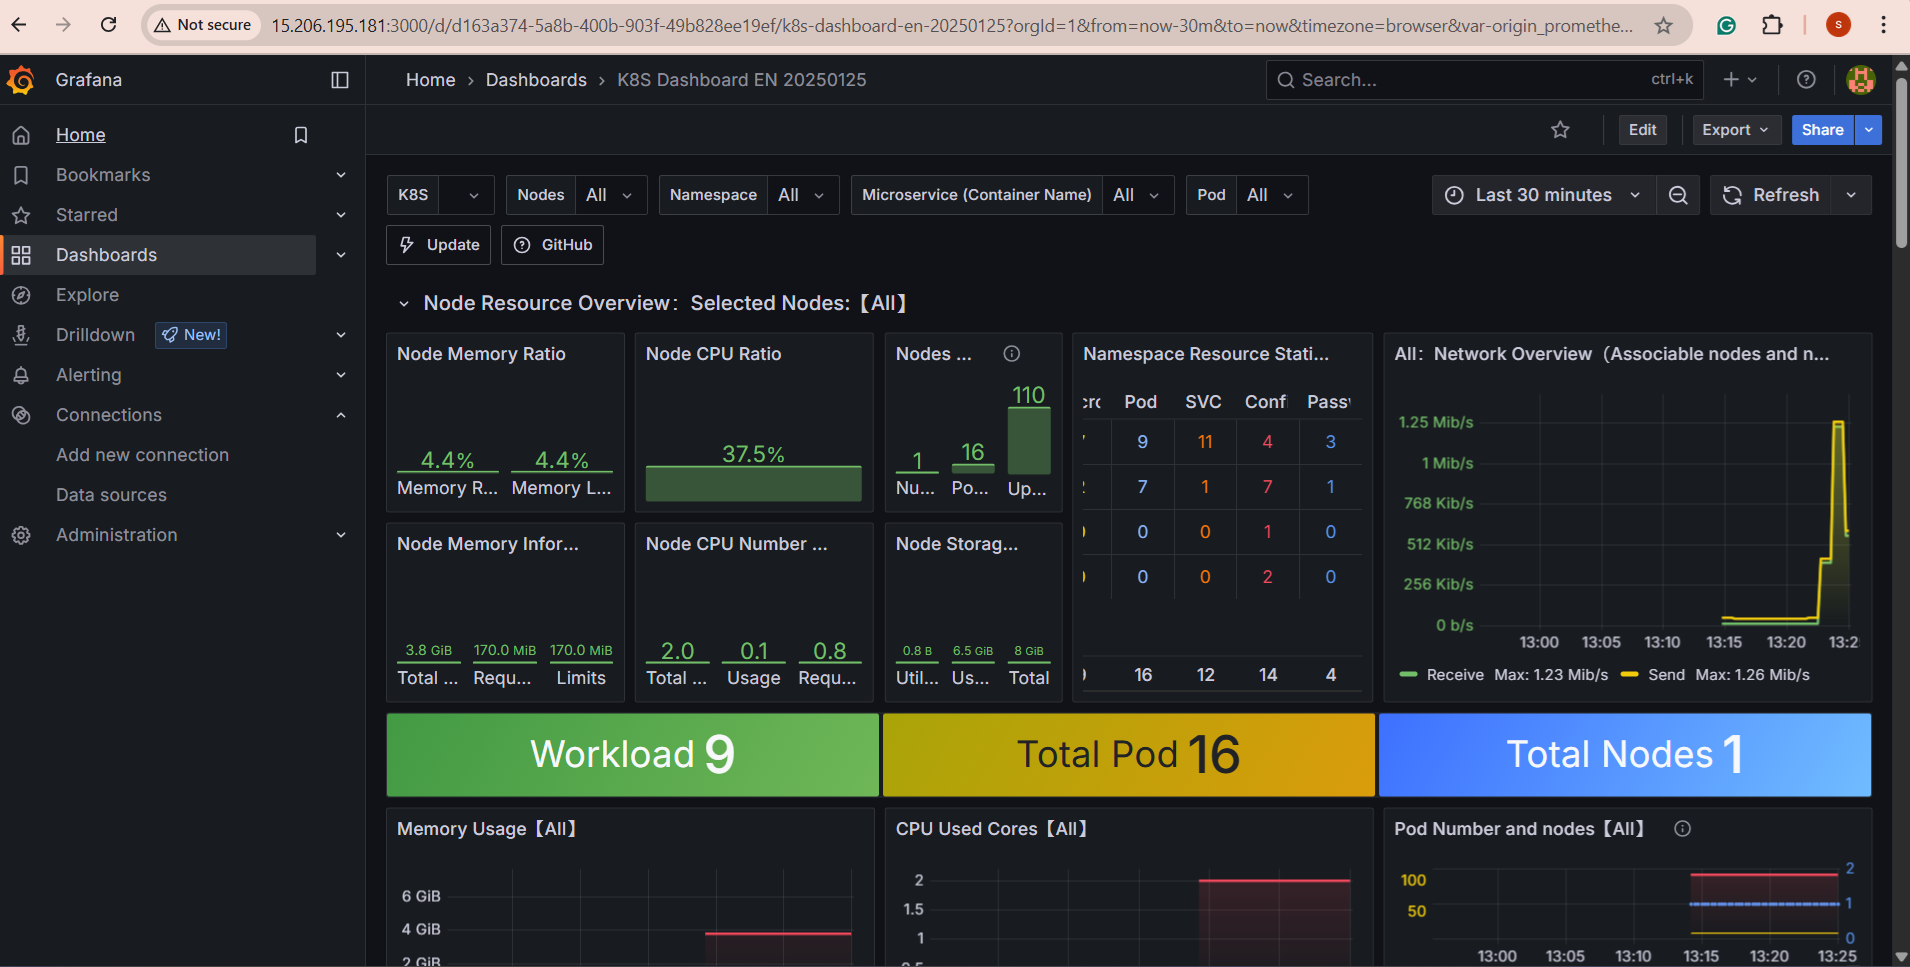 Not secure 15.206.195.181:3000/d/d163a374-5a8b-400b-903f-49b828ee19ef/k8s-dashboard-en-20250125?orgId=1&from=now-30m&to=now&timezone=browser&var-origin_promethe... S
Grafana
Home › Dashboards › K8S Dashboard EN 20250125
Search... ctrl+k
Home
Bookmarks
Starred
Dashboards
Explore
Drilldown New!
Alerting
Connections
Add new connection
Data sources
Administration
Edit Export Share
K8S Nodes All Namespace All Microservice (Container Name) All Pod All
Last 30 minutes Refresh
Update GitHub
Node Resource Overview： Selected Nodes:【All】
Node Memory Ratio
4.4% 4.4%
Memory R... Memory L...
Node CPU Ratio
37.5%
Nodes ...
1 16 110
Nu... Po... Up...
Namespace Resource Stati...
Pod SVC Confi
9 11 4 3
7 1 7 1
0 0 1 0
0 0 2 0
16 12 14 4
All： Network Overview（Associable nodes and n...
1.25 Mib/s
1 Mib/s
768 Kib/s
512 Kib/s
256 Kib/s
0 b/s
13:00 13:05 13:10 13:15 13:20 13:2
Receive Max: 1.23 Mib/s Send Max: 1.26 Mib/s
Node Memory Infor...
3.8 GiB 170.0 MiB 170.0 MiB
Total ... Requ... Limits
Node CPU Number ...
2.0 0.1 0.8
Total ... Usage Requ...
Node Storag...
0.8 B 6.5 GiB 8 GiB
Util... Us... Total
Workload 9
Total Pod 16
Total Nodes 1
Memory Usage【All】
6 GiB
4 GiB
2 GiB
CPU Used Cores【All】
2
1.5
1
0.5
Pod Number and nodes【All】
100
50
2
1
0
13:00 13:05 13:10 13:15 13:20 13:25